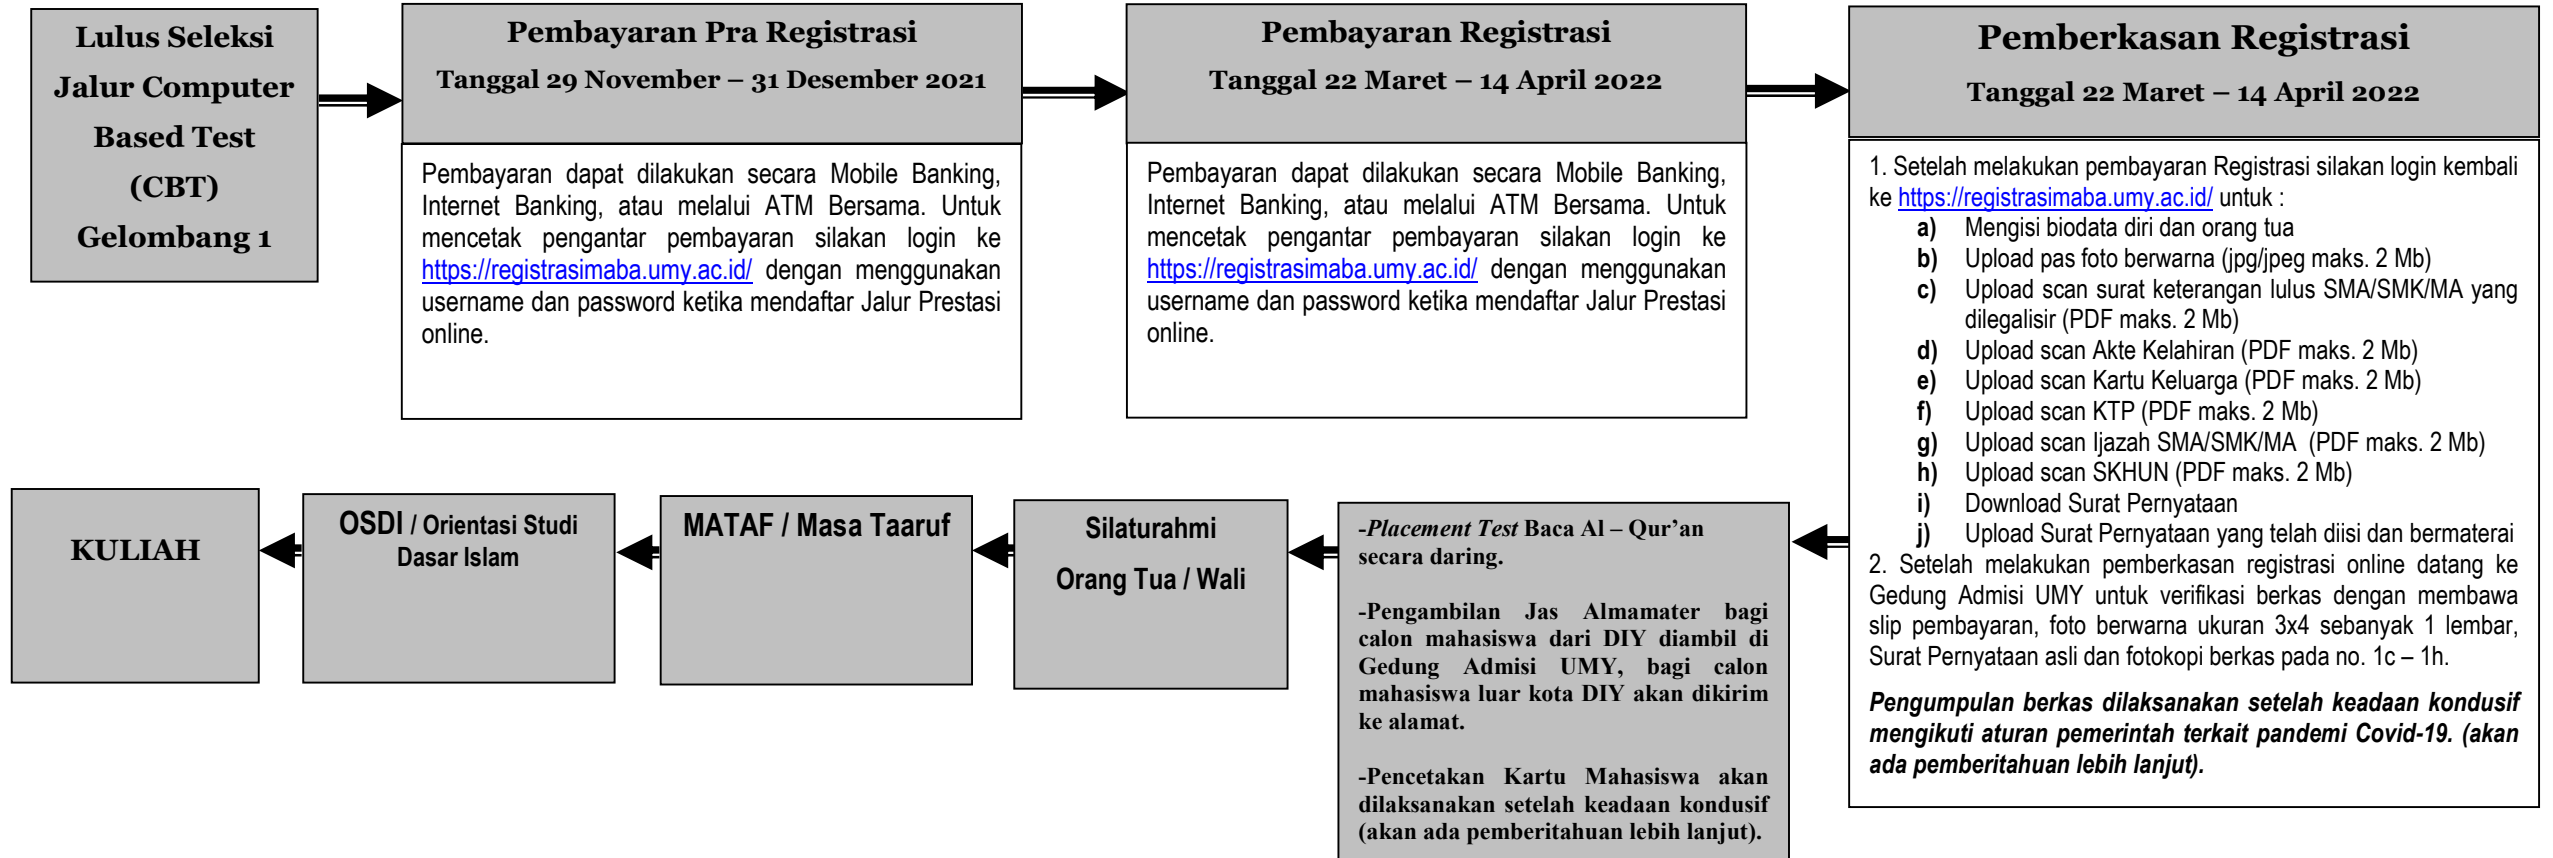 Lulus Seleksi
Jalur Computer
Based Test
(CBT)
Gelombang 1
Pembayaran Pra Registrasi
Tanggal 29 November – 31 Desember 2021
Pembayaran dapat dilakukan secara Mobile Banking,
Internet Banking, atau melalui ATM Bersama. Untuk
mencetak pengantar pembayaran silakan login ke
https://registrasimaba.umy.ac.id/ dengan menggunakan
username dan password ketika mendaftar Jalur Prestasi
online.
Pembayaran Registrasi
Tanggal 22 Maret – 14 April 2022
Pembayaran dapat dilakukan secara Mobile Banking,
Internet Banking, atau melalui ATM Bersama. Untuk
mencetak pengantar pembayaran silakan login ke
https://registrasimaba.umy.ac.id/ dengan menggunakan
username dan password ketika mendaftar Jalur Prestasi
online.
Pemberkasan Registrasi
Tanggal 22 Maret – 14 April 2022
1. Setelah melakukan pembayaran Registrasi silakan login kembali
ke https://registrasimaba.umy.ac.id/ untuk :
a) Mengisi biodata diri dan orang tua
b) Upload pas foto berwarna (jpg/jpeg maks. 2 Mb)
c) Upload scan surat keterangan lulus SMA/SMK/MA yang
dilegalisir (PDF maks. 2 Mb)
d) Upload scan Akte Kelahiran (PDF maks. 2 Mb)
e) Upload scan Kartu Keluarga (PDF maks. 2 Mb)
f) Upload scan KTP (PDF maks. 2 Mb)
g) Upload scan Ijazah SMA/SMK/MA (PDF maks. 2 Mb)
h) Upload scan SKHUN (PDF maks. 2 Mb)
i) Download Surat Pernyataan
j) Upload Surat Pernyataan yang telah diisi dan bermaterai
2. Setelah melakukan pemberkasan registrasi online datang ke
Gedung Admisi UMY untuk verifikasi berkas dengan membawa
slip pembayaran, foto berwarna ukuran 3x4 sebanyak 1 lembar,
Surat Pernyataan asli dan fotokopi berkas pada no. 1c – 1h.
Pengumpulan berkas dilaksanakan setelah keadaan kondusif
mengikuti aturan pemerintah terkait pandemi Covid-19. (akan
ada pemberitahuan lebih lanjut).
-Placement Test Baca Al – Qur’an
secara daring.
-Pengambilan Jas Almamater bagi
calon mahasiswa dari DIY diambil di
Gedung Admisi UMY, bagi calon
mahasiswa luar kota DIY akan dikirim
ke alamat.
-Pencetakan Kartu Mahasiswa akan
dilaksanakan setelah keadaan kondusif
(akan ada pemberitahuan lebih lanjut).
Silaturahmi
Orang Tua / Wali
MATAF / Masa Taaruf
OSDI / Orientasi Studi
Dasar Islam
KULIAH